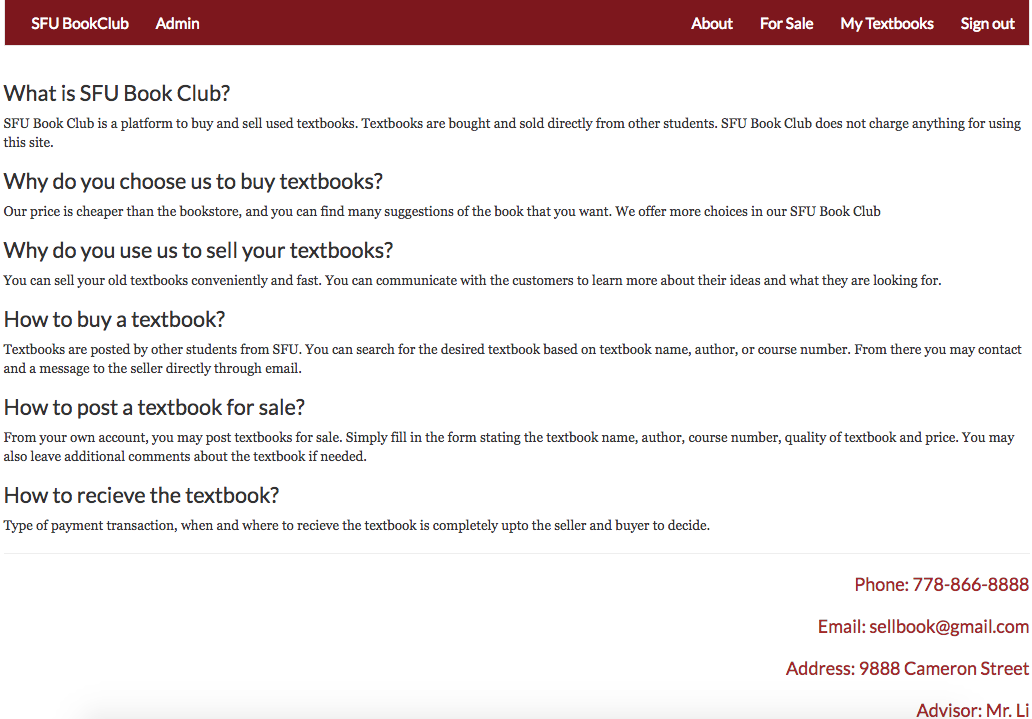 SFU BookClub Admin About For Sale My Textbooks Sign out
What is SFU Book Club?
SFU Book Club is a platform to buy and sell used textbooks. Textbooks are bought and sold directly from other students. SFU Book Club does not charge anything for using
this site.
Why do you choose us to buy textbooks?
Our price is cheaper than the bookstore, and you can find many suggestions of the book that you want. We offer more choices in our SFU Book Club
Why do you use us to sell your textbooks?
You can sell your old textbooks conveniently and fast. You can communicate with the customers to learn more about their ideas and what they are looking for.
How to buy a textbook?
Textbooks are posted by other students from SFU. You can search for the desired textbook based on textbook name, author, or course number. From there you may contact
and a message to the seller directly through email.
How to post a textbook for sale?
From your own account, you may post textbooks for sale. Simply fill in the form stating the textbook name, author, course number, quality of textbook and price. You may
also leave additional comments about the textbook if needed.
How to recieve the textbook?
Type of payment transaction, when and where to recieve the textbook is completely upto the seller and buyer to decide.
Phone: 778-866-8888
Email: sellbook@gmail.com
Address: 9888 Cameron Street
Advisor: Mr. Li